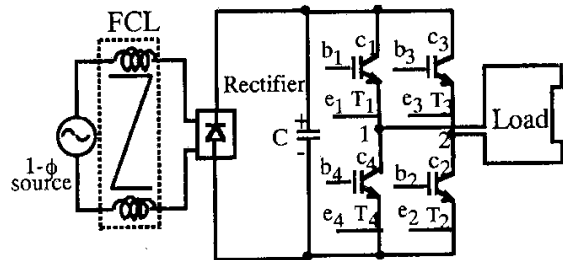 FCL
1-ϕ
source
Rectifier
C
+
-
b1
c1
e1
T1
b3
c3
e3
T3
1
2
b4
c4
e4
T4
b2
c2
e2
T2
Load